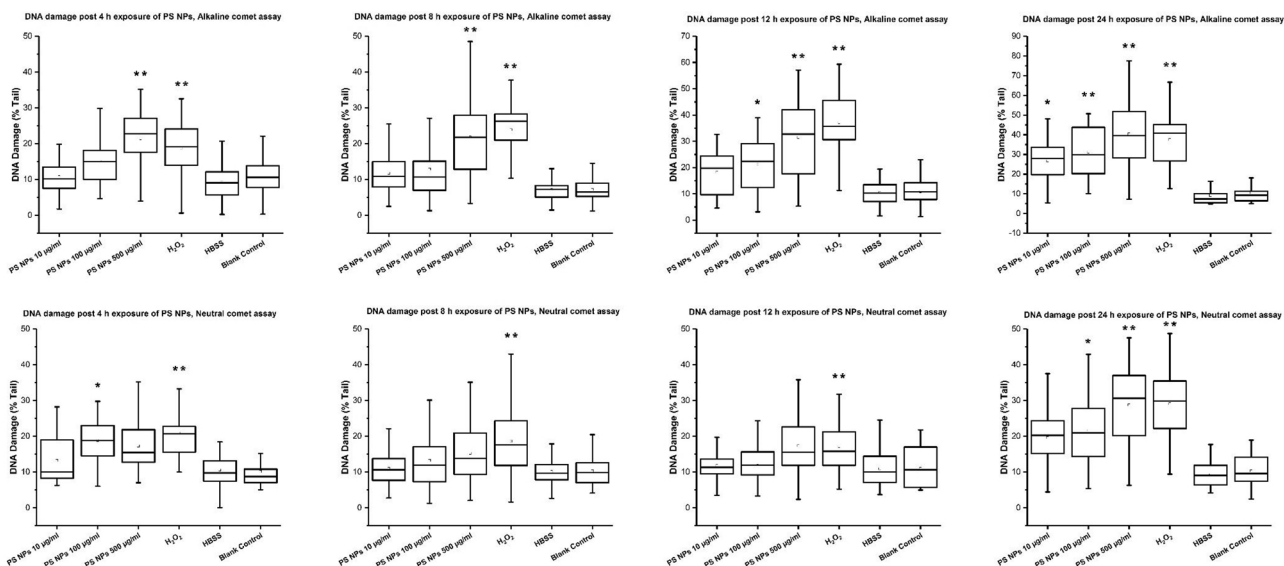 DNA damage post 4 h exposure of PS NPs, Alkaline comet assay
DNA Damage (% Tail)
50
40
30
20
10
0
** **
PS NPs 10 µg/ml
PS NPs 100 µg/ml
PS NPs 500 µg/ml
H₂O₂
HBSS
Blank Control
DNA damage post 8 h exposure of PS NPs, Alkaline comet assay
DNA Damage (% Tail)
50
40
30
20
10
0
** **
PS NPs 10 µg/ml
PS NPs 100 µg/ml
PS NPs 500 µg/ml
H₂O₂
HBSS
Blank Control
DNA damage post 12 h exposure of PS NPs, Alkaline comet assay
DNA Damage (% Tail)
70
60
50
40
30
20
10
0
-10
* ** **
PS NPs 10 µg/ml
PS NPs 100 µg/ml
PS NPs 500 µg/ml
H₂O₂
HBSS
Blank Control
DNA damage post 24 h exposure of PS NPs, Alkaline comet assay
DNA Damage (% Tail)
90
80
70
60
50
40
30
20
10
0
-10
* ** ** **
PS NPs 10 µg/ml
PS NPs 100 µg/ml
PS NPs 500 µg/ml
H₂O₂
HBSS
Blank Control
DNA damage post 4 h exposure of PS NPs, Neutral comet assay
DNA Damage (% Tail)
50
40
30
20
10
0
* **
PS NPs 10 µg/ml
PS NPs 100 µg/ml
PS NPs 500 µg/ml
H₂O₂
HBSS
Blank Control
DNA damage post 8 h exposure of PS NPs, Neutral comet assay
DNA Damage (% Tail)
50
40
30
20
10
0
**
PS NPs 10 µg/ml
PS NPs 100 µg/ml
PS NPs 500 µg/ml
H₂O₂
HBSS
Blank Control
DNA damage post 12 h exposure of PS NPs, Neutral comet assay
DNA Damage (% Tail)
50
40
30
20
10
0
**
PS NPs 10 µg/ml
PS NPs 100 µg/ml
PS NPs 500 µg/ml
H₂O₂
HBSS
Blank Control
DNA damage post 24 h exposure of PS NPs, Neutral comet assay
DNA Damage (% Tail)
50
40
30
20
10
0
* ** **
PS NPs 10 µg/ml
PS NPs 100 µg/ml
PS NPs 500 µg/ml
H₂O₂
HBSS
Blank Control